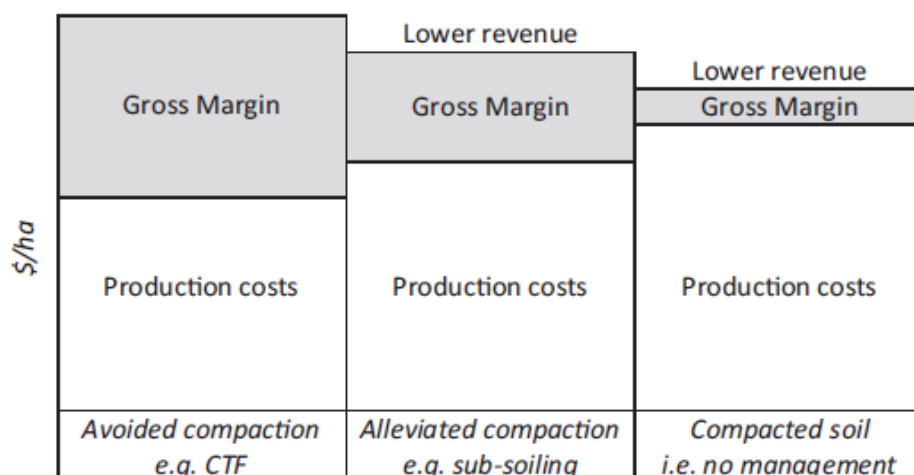 Lower revenue
Lower revenue
Gross Margin
Gross Margin
Gross Margin
$/ha
Production costs
Production costs
Production costs
Avoided compaction
e.g. CTF
Alleviated compaction
e.g. sub-soiling
Compacted soil
i.e. no management